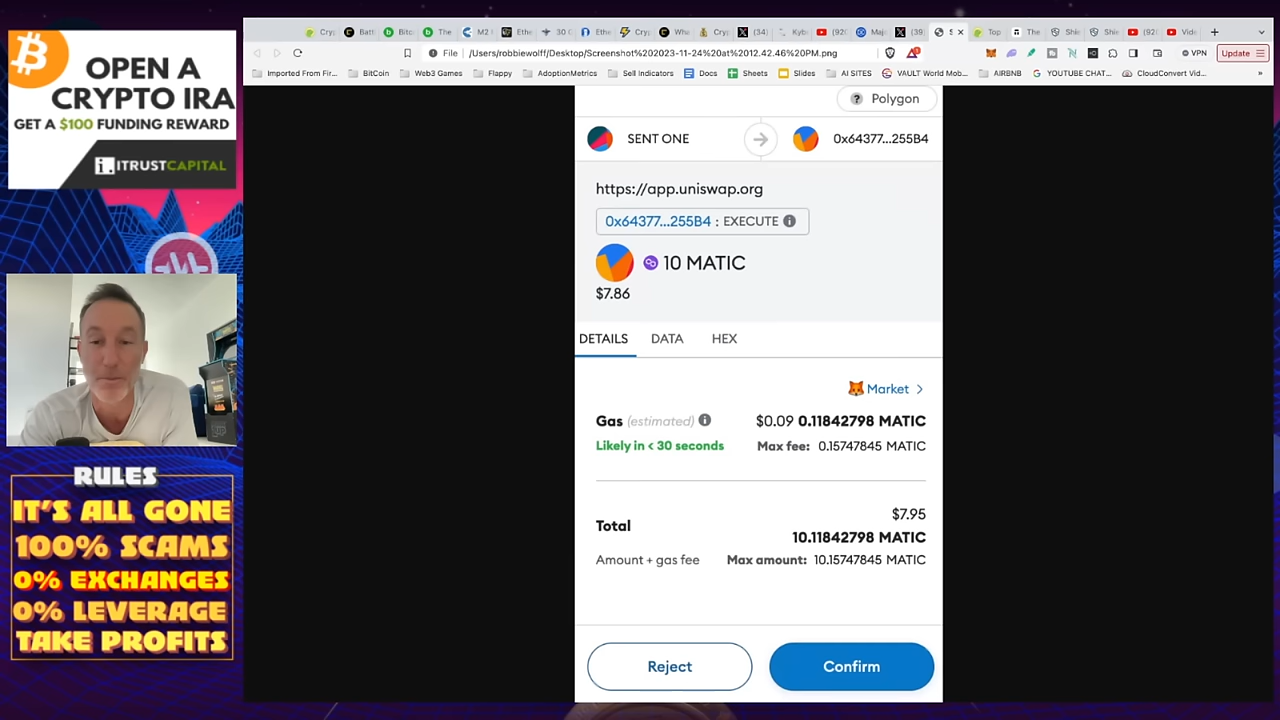 OPEN A
CRYPTO IRA
GET A $100 FUNDING REWARD
i. ITRUSTCAPITAL
RULES
IT'S ALL GONE
100% SCAMS
0% EXCHANGES
0% LEVERAGE
TAKE PROFITS
File /Users/robbiewolff/Desktop/Screenshot%202023-11-24%20at%2012.42.46%20PM.png
VPN
Update
Imported From Fir... BitCoin Web3 Games Flappy AdoptionMetrics Sell Indicators Docs Sheets Slides AI SITES VAULT World Mob... AIRBNB YOUTUBE CHAT... CloudConvert Vid... »
? Polygon
SENT ONE 0x64377...255B4
https://app.uniswap.org
0x64377...255B4 : EXECUTE
10 MATIC
$7.86
DETAILS DATA HEX
Market >
Gas (estimated) $0.09 0.11842798 MATIC
Likely in < 30 seconds Max fee: 0.15747845 MATIC
$7.95
Total
10.11842798 MATIC
Amount + gas fee Max amount: 10.15747845 MATIC
Reject Confirm